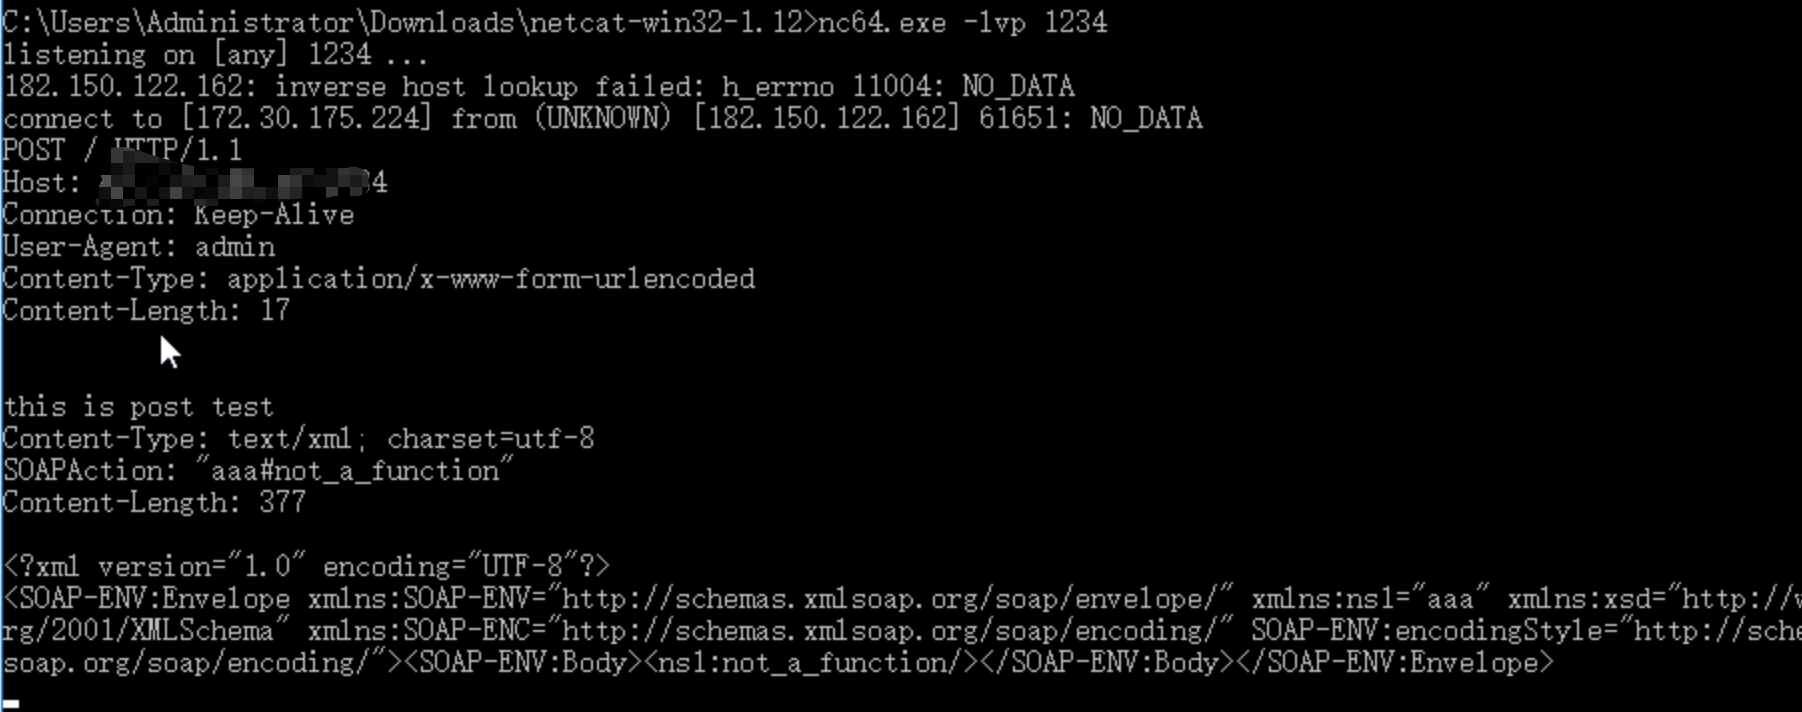 C:\Users\Administrator\Downloads\netcat-win32-1.12>nc64.exe -lvp 1234
listening on [any] 1234 ...
182.150.122.162: inverse host lookup failed: h_errno 11004: NO_DATA
connect to [172.30.175.224] from (UNKNOWN) [182.150.122.162] 61651: NO_DATA
POST / HTTP/1.1
Host: 4
Connection: Keep-Alive
User-Agent: admin
Content-Type: application/x-www-form-urlencoded
Content-Length: 17
this is post test
Content-Type: text/xml; charset=utf-8
SOAPAction: "aaa#not_a_function"
Content-Length: 377
<?xml version="1.0" encoding="UTF-8"?>
<SOAP-ENV:Envelope xmlns:SOAP-ENV="http://schemas.xmlsoap.org/soap/envelope/" xmlns:ns1="aaa" xmlns:xsd="http://
rg/2001/XMLSchema" xmlns:SOAP-ENC="http://schemas.xmlsoap.org/soap/encoding/" SOAP-ENV:encodingStyle="http://sche
soap.org/soap/encoding/"><SOAP-ENV:Body><ns1:not_a_function/></SOAP-ENV:Body></SOAP-ENV:Envelope>